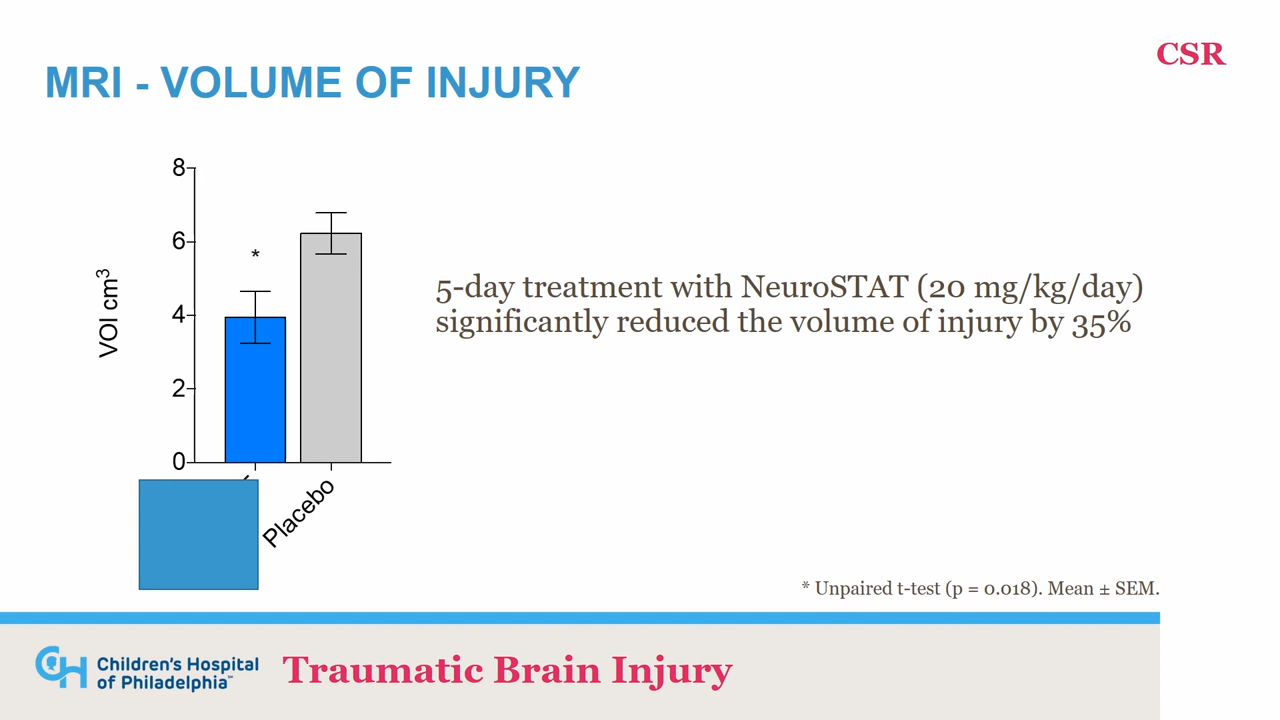 CSR
MRI - VOLUME OF INJURY
8
6
4
2
0
VOI cm³
*
Placebo
5-day treatment with NeuroSTAT (20 mg/kg/day)
significantly reduced the volume of injury by 35%
* Unpaired t-test (p = 0.018). Mean ± SEM.
CH Children's Hospital
of Philadelphia℠
Traumatic Brain Injury